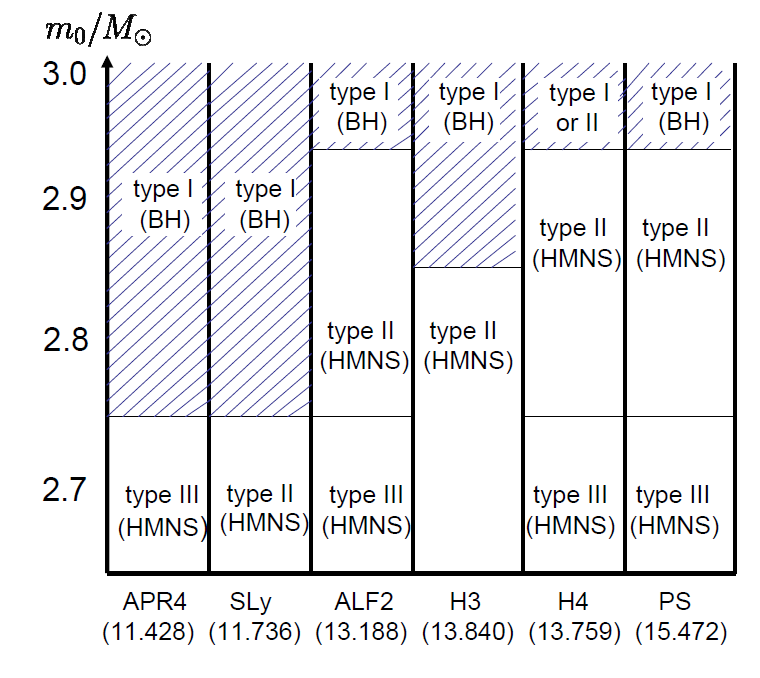 m₀/M⊙
3.0
2.9
2.8
2.7
type I
(BH)
type III
(HMNS)
type I
(BH)
type II
(HMNS)
type I
(BH)
type II
(HMNS)
type III
(HMNS)
type I
(BH)
type II
(HMNS)
type I
or II
type II
(HMNS)
type III
(HMNS)
type I
(BH)
type II
(HMNS)
type III
(HMNS)
APR4 SLy ALF2 H3 H4 PS
(11.428) (11.736) (13.188) (13.840) (13.759) (15.472)